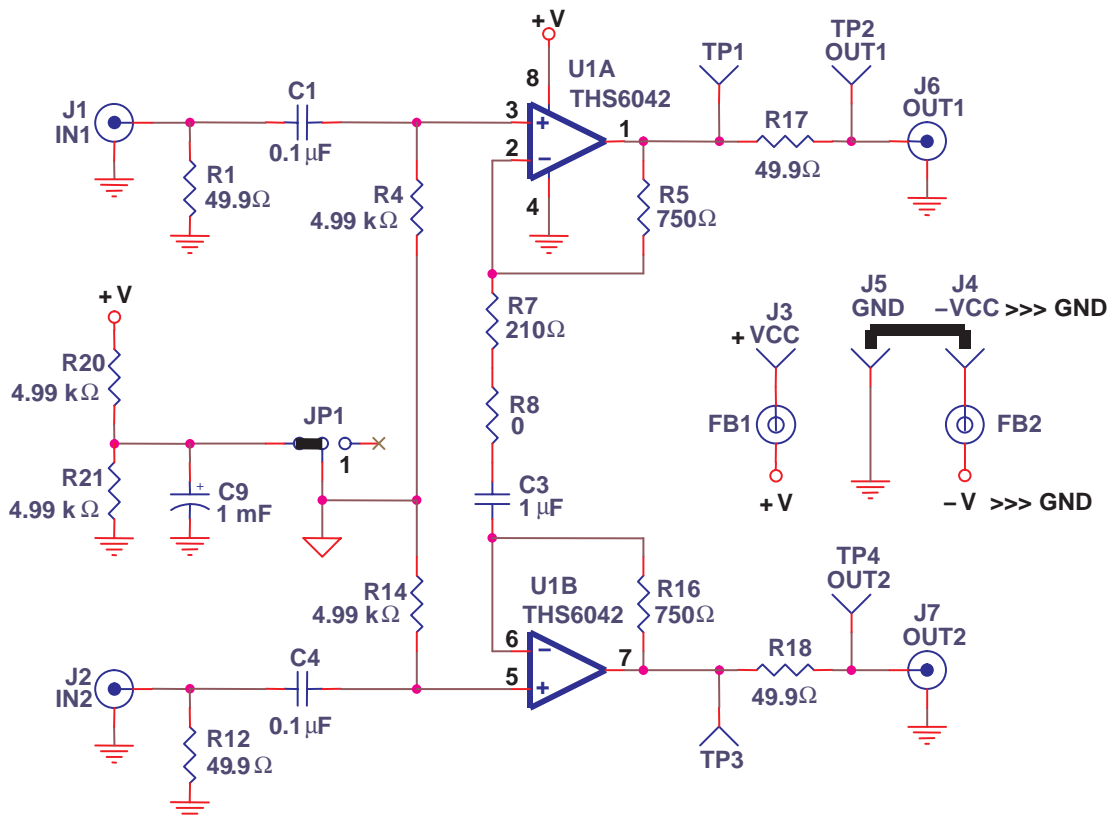 +V
TP1
TP2
OUT1
U1A
THS6042
8
J1
IN1
C1
0.1 µF
3
+
2
−
1
4
R17
49.9Ω
J6
OUT1
R1
49.9Ω
R4
4.99 kΩ
R5
750Ω
+V
R7
210Ω
J3
+VCC
J5
GND
J4
−VCC >>> GND
R20
4.99 kΩ
JP1
1
R8
0
FB1
FB2
R21
4.99 kΩ
+
C9
1 mF
C3
1 µF
+V
−V >>> GND
R14
4.99 kΩ
U1B
THS6042
R16
750Ω
TP4
OUT2
6
−
5
+
7
R18
49.9Ω
J7
OUT2
J2
IN2
C4
0.1 µF
R12
49.9Ω
TP3